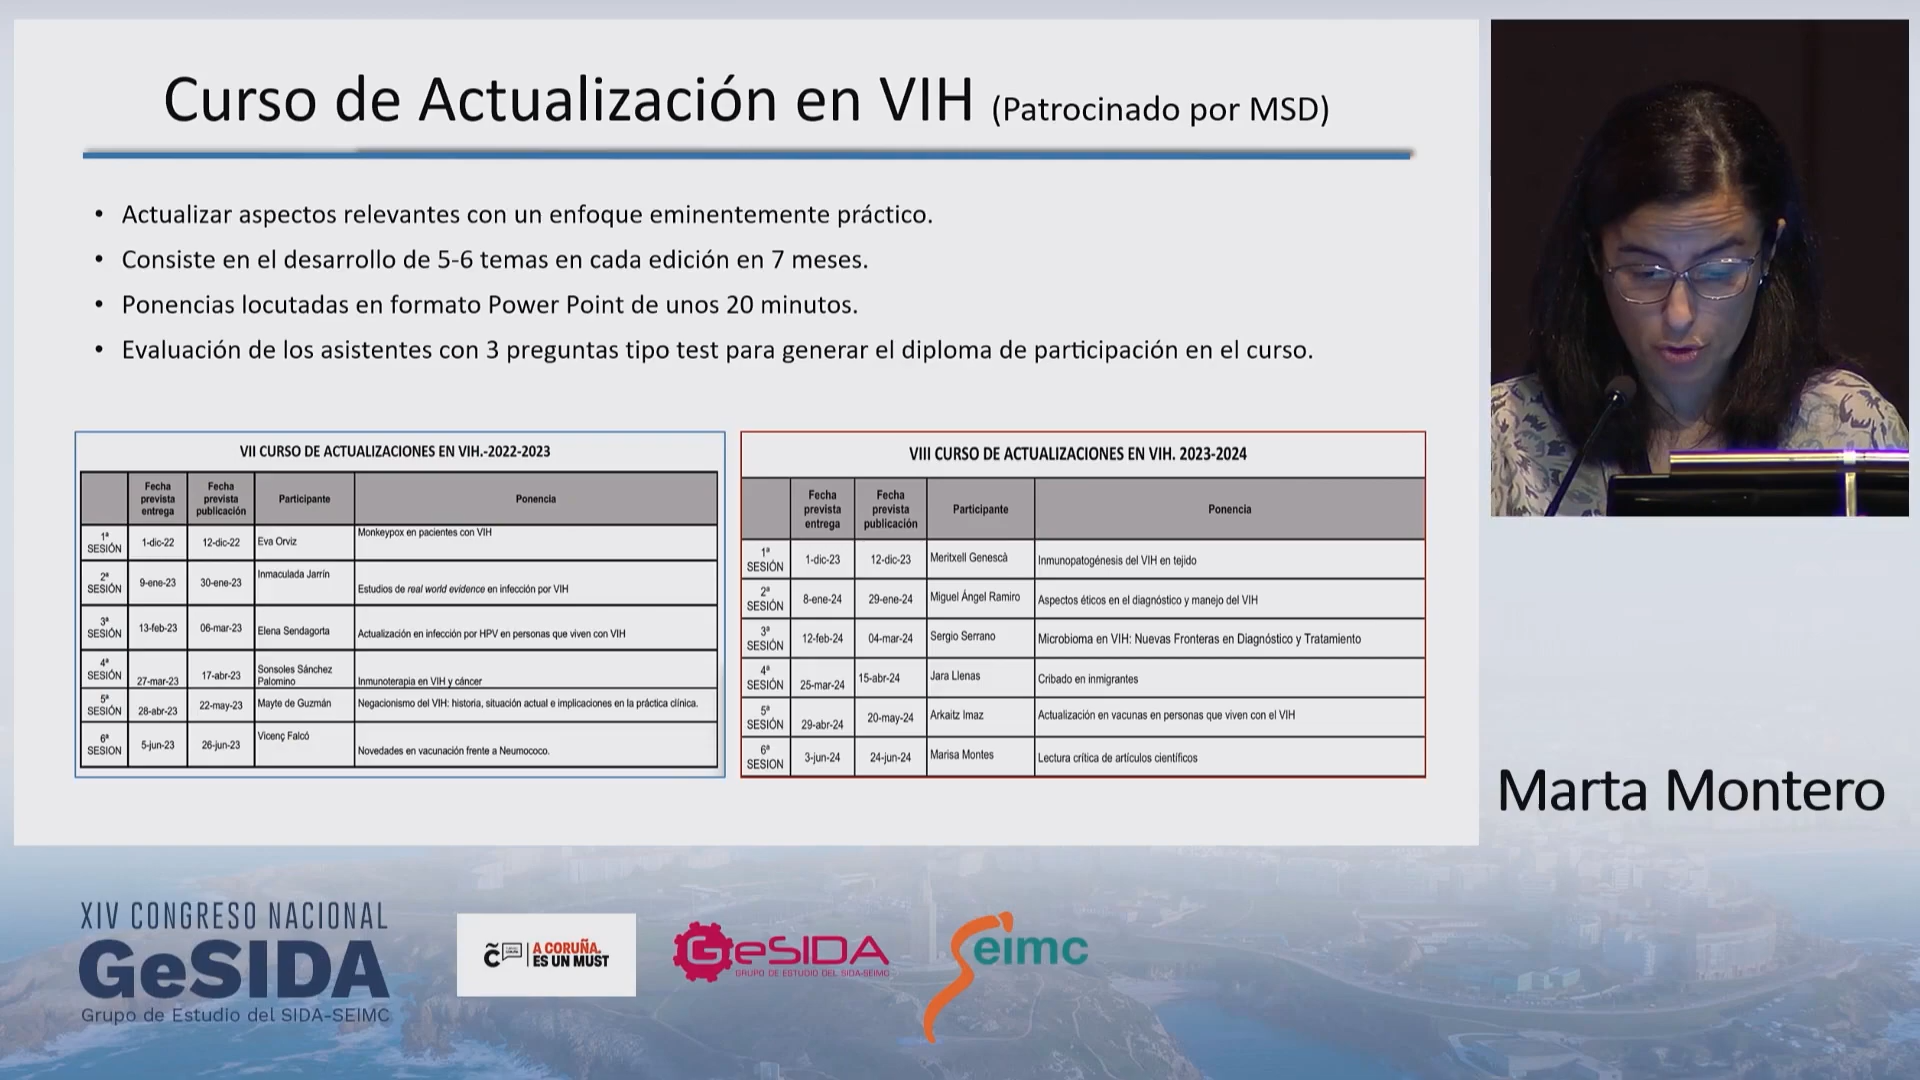 Curso de Actualización en VIH (Patrocinado por MSD)
• Actualizar aspectos relevantes con un enfoque eminentemente práctico.
• Consiste en el desarrollo de 5-6 temas en cada edición en 7 meses.
• Ponencias locutadas en formato Power Point de unos 20 minutos.
• Evaluación de los asistentes con 3 preguntas tipo test para generar el diploma de participación en el curso.
VII CURSO DE ACTUALIZACIONES EN VIH.-2022-2023
Fecha prevista entrega Fecha prevista publicación Participante Ponencia
1ª SESIÓN 1-dic-22 12-dic-22 Eva Orviz Monkeypox en pacientes con VIH
2ª SESIÓN 9-ene-23 30-ene-23 Inmaculada Jarrín Estudios de real world evidence en infección por VIH
3ª SESIÓN 13-feb-23 06-mar-23 Elena Sendagorta Actualización en infección por HPV en personas que viven con VIH
4ª SESIÓN 27-mar-23 17-abr-23 Sonsoles Sánchez Palomino Inmunoterapia en VIH y cáncer
5ª SESIÓN 28-abr-23 22-may-23 Mayte de Guzmán Negacionismo del VIH: historia, situación actual e implicaciones en la práctica clínica.
6ª SESION 5-jun-23 26-jun-23 Vicenç Falcó Novedades en vacunación frente a Neumococo.
VIII CURSO DE ACTUALIZACIONES EN VIH. 2023-2024
Fecha prevista entrega Fecha prevista publicación Participante Ponencia
1ª SESIÓN 1-dic-23 12-dic-23 Meritxell Genescà Inmunopatogénesis del VIH en tejido
2ª SESIÓN 8-ene-24 29-ene-24 Miguel Ángel Ramiro Aspectos éticos en el diagnóstico y manejo del VIH
3ª SESIÓN 12-feb-24 04-mar-24 Sergio Serrano Microbioma en VIH: Nuevas Fronteras en Diagnóstico y Tratamiento
4ª SESIÓN 25-mar-24 15-abr-24 Jara Llenas Cribado en inmigrantes
5ª SESIÓN 29-abr-24 20-may-24 Arkaitz Imaz Actualización en vacunas en personas que viven con el VIH
6ª SESION 3-jun-24 24-jun-24 Marisa Montes Lectura crítica de artículos científicos
Marta Montero
XIV CONGRESO NACIONAL
GeSIDA
Grupo de Estudio del SIDA-SEIMC
A CORUÑA.
ES UN MUST
GeSIDA
GRUPO DE ESTUDIO DEL SIDA-SEIMC
Seimc